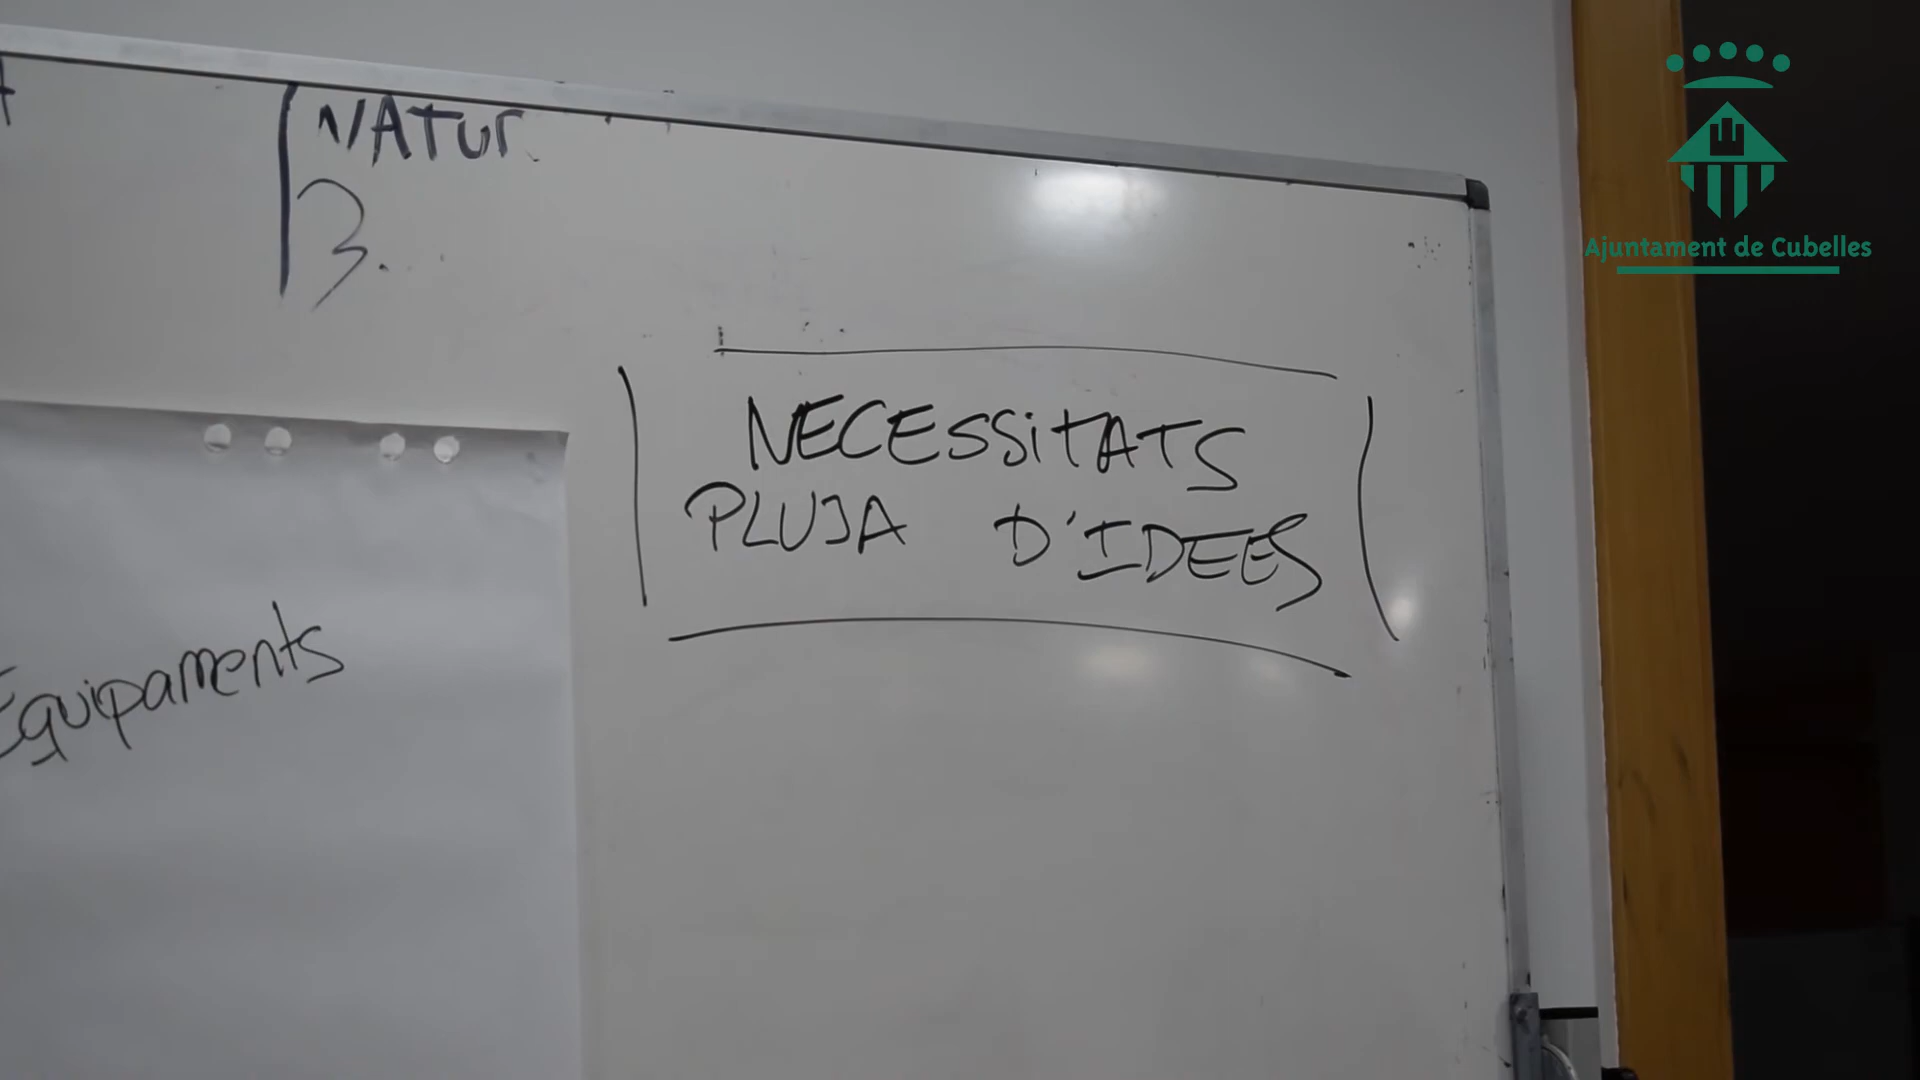 NATUR
3.
NECESSITATS
PLUJA D'IDEES
Equipaments
Ajuntament de Cubelles